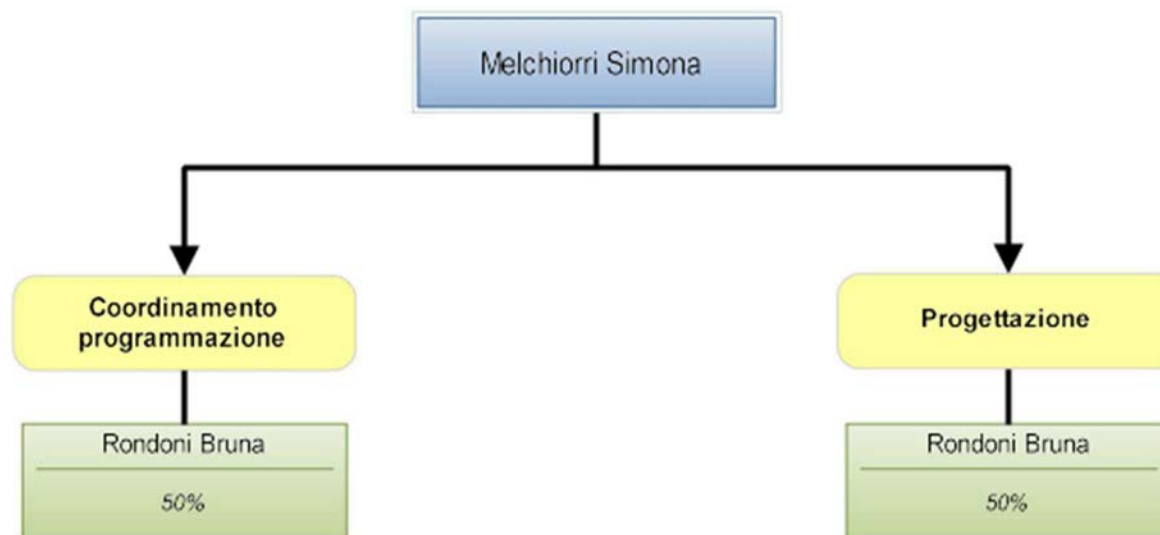 Melchiorri Simona
Coordinamento
programmazione
Progettazione
Rondoni Bruna
50%
Rondoni Bruna
50%